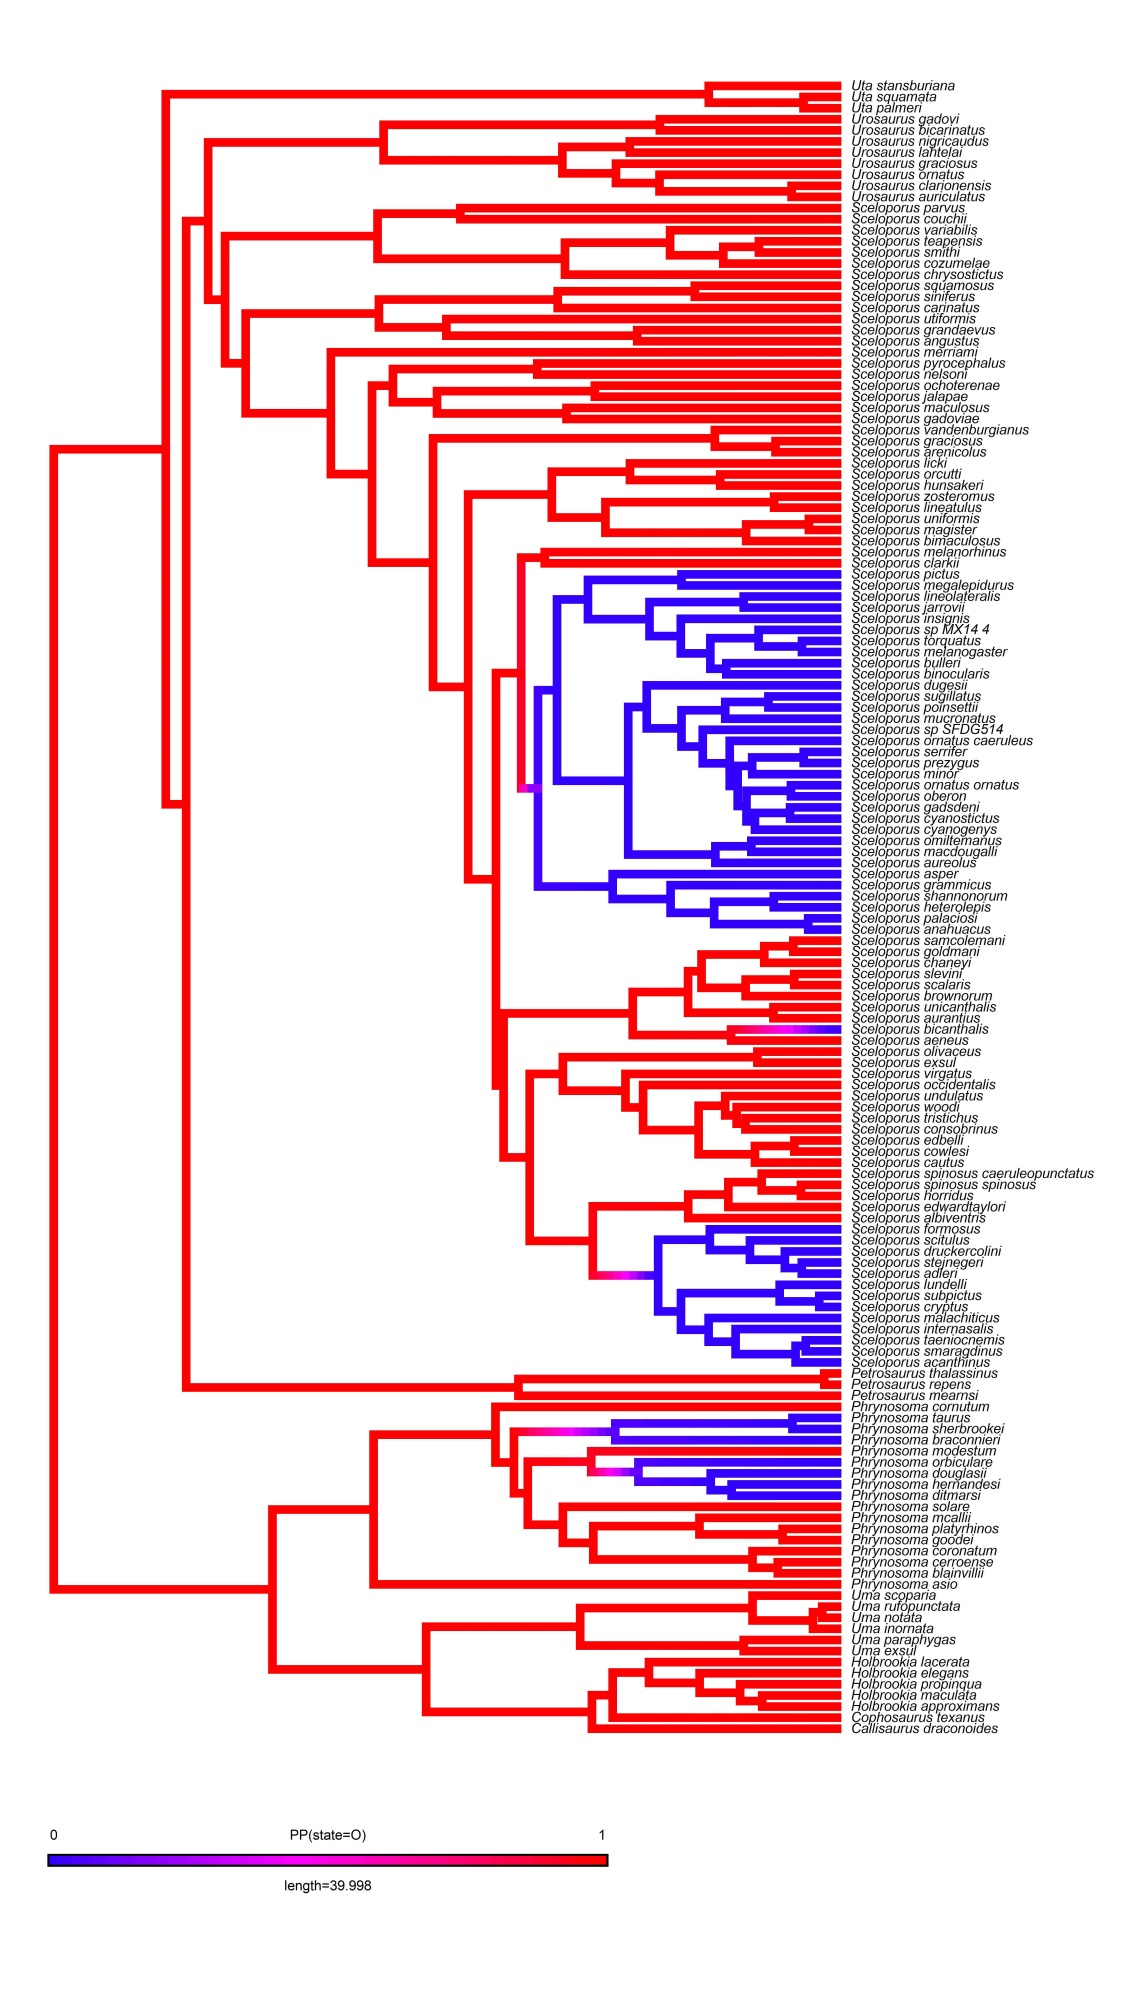 Uta stansburiana
Uta squamata
Uta palmeri
Urosaurus gadovi
Urosaurus bicarinatus
Urosaurus nigricaudus
Urosaurus lahtelai
Urosaurus graciosus
Urosaurus ornatus
Urosaurus clarionensis
Urosaurus auriculatus
Sceloporus parvus
Sceloporus couchii
Sceloporus variabilis
Sceloporus teapensis
Sceloporus smithi
Sceloporus cozumelae
Sceloporus chrysostictus
Sceloporus squamosus
Sceloporus siniferus
Sceloporus carinatus
Sceloporus utiformis
Sceloporus grandaevus
Sceloporus angustus
Sceloporus merriami
Sceloporus pyrocephalus
Sceloporus nelsoni
Sceloporus ochoterenae
Sceloporus jalapae
Sceloporus maculosus
Sceloporus gadoviae
Sceloporus vandenburgianus
Sceloporus graciosus
Sceloporus arenicolus
Sceloporus licki
Sceloporus orcutti
Sceloporus hunsakeri
Sceloporus zosteromus
Sceloporus lineatulus
Sceloporus uniformis
Sceloporus magister
Sceloporus bimaculosus
Sceloporus melanorhinus
Sceloporus clarkii
Sceloporus pictus
Sceloporus megalepidurus
Sceloporus lineolateralis
Sceloporus jarrovii
Sceloporus insignis
Sceloporus sp MX14 4
Sceloporus torquatus
Sceloporus melanogaster
Sceloporus bulleri
Sceloporus binocularis
Sceloporus dugesii
Sceloporus sugillatus
Sceloporus poinsettii
Sceloporus mucronatus
Sceloporus sp SFDG514
Sceloporus ornatus caeruleus
Sceloporus serrifer
Sceloporus prezygus
Sceloporus minor
Sceloporus ornatus ornatus
Sceloporus oberon
Sceloporus gadsdeni
Sceloporus cyanostictus
Sceloporus cyanogenys
Sceloporus omiltemanus
Sceloporus macdougalli
Sceloporus aureolus
Sceloporus asper
Sceloporus grammicus
Sceloporus shannonorum
Sceloporus heterolepis
Sceloporus palaciosi
Sceloporus anahuacus
Sceloporus samcolemani
Sceloporus goldmani
Sceloporus chaneyi
Sceloporus slevini
Sceloporus scalaris
Sceloporus brownorum
Sceloporus unicanthalis
Sceloporus aurantius
Sceloporus bicanthalis
Sceloporus aeneus
Sceloporus olivaceus
Sceloporus exsul
Sceloporus virgatus
Sceloporus occidentalis
Sceloporus undulatus
Sceloporus woodi
Sceloporus tristichus
Sceloporus consobrinus
Sceloporus edbelli
Sceloporus cowlesi
Sceloporus cautus
Sceloporus spinosus caeruleopunctatus
Sceloporus spinosus spinosus
Sceloporus horridus
Sceloporus edwardtaylori
Sceloporus albiventris
Sceloporus formosus
Sceloporus scitulus
Sceloporus druckercolini
Sceloporus stejnegeri
Sceloporus adleri
Sceloporus lundelli
Sceloporus subpictus
Sceloporus cryptus
Sceloporus malachiticus
Sceloporus internasalis
Sceloporus taeniocnemis
Sceloporus smaragdinus
Sceloporus acanthinus
Petrosaurus thalassinus
Petrosaurus repens
Petrosaurus mearnsi
Phrynosoma cornutum
Phrynosoma taurus
Phrynosoma sherbrookei
Phrynosoma braconnieri
Phrynosoma modestum
Phrynosoma orbiculare
Phrynosoma douglasii
Phrynosoma hernandesi
Phrynosoma ditmarsi
Phrynosoma solare
Phrynosoma mcallii
Phrynosoma platyrhinos
Phrynosoma goodei
Phrynosoma coronatum
Phrynosoma cerroense
Phrynosoma blainvillii
Phrynosoma asio
Uma scoparia
Uma rufopunctata
Uma notata
Uma inornata
Uma paraphygas
Uma exsul
Holbrookia lacerata
Holbrookia elegans
Holbrookia propinqua
Holbrookia maculata
Holbrookia approximans
Cophosaurus texanus
Callisaurus draconoides
0 PP(state=O) 1
length=39.998